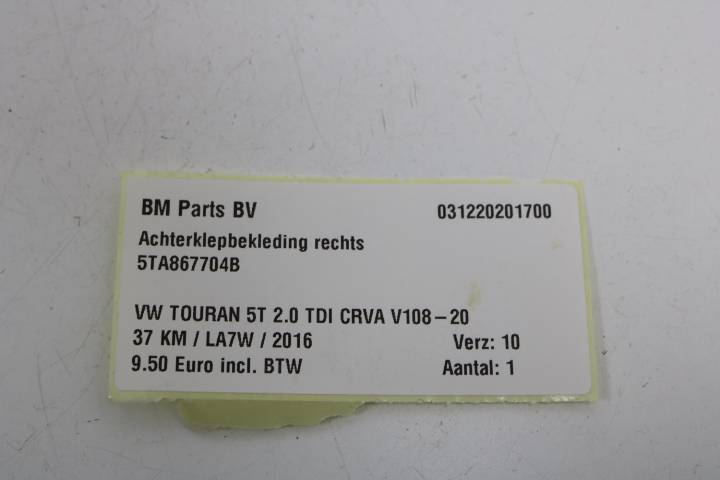 BM Parts BV 031220201700
Achterklepbekleding rechts
5TA867704B
VW TOURAN 5T 2.0 TDI CRVA V108-20
37 KM / LA7W / 2016 Verz: 10
9.50 Euro incl. BTW Aantal: 1